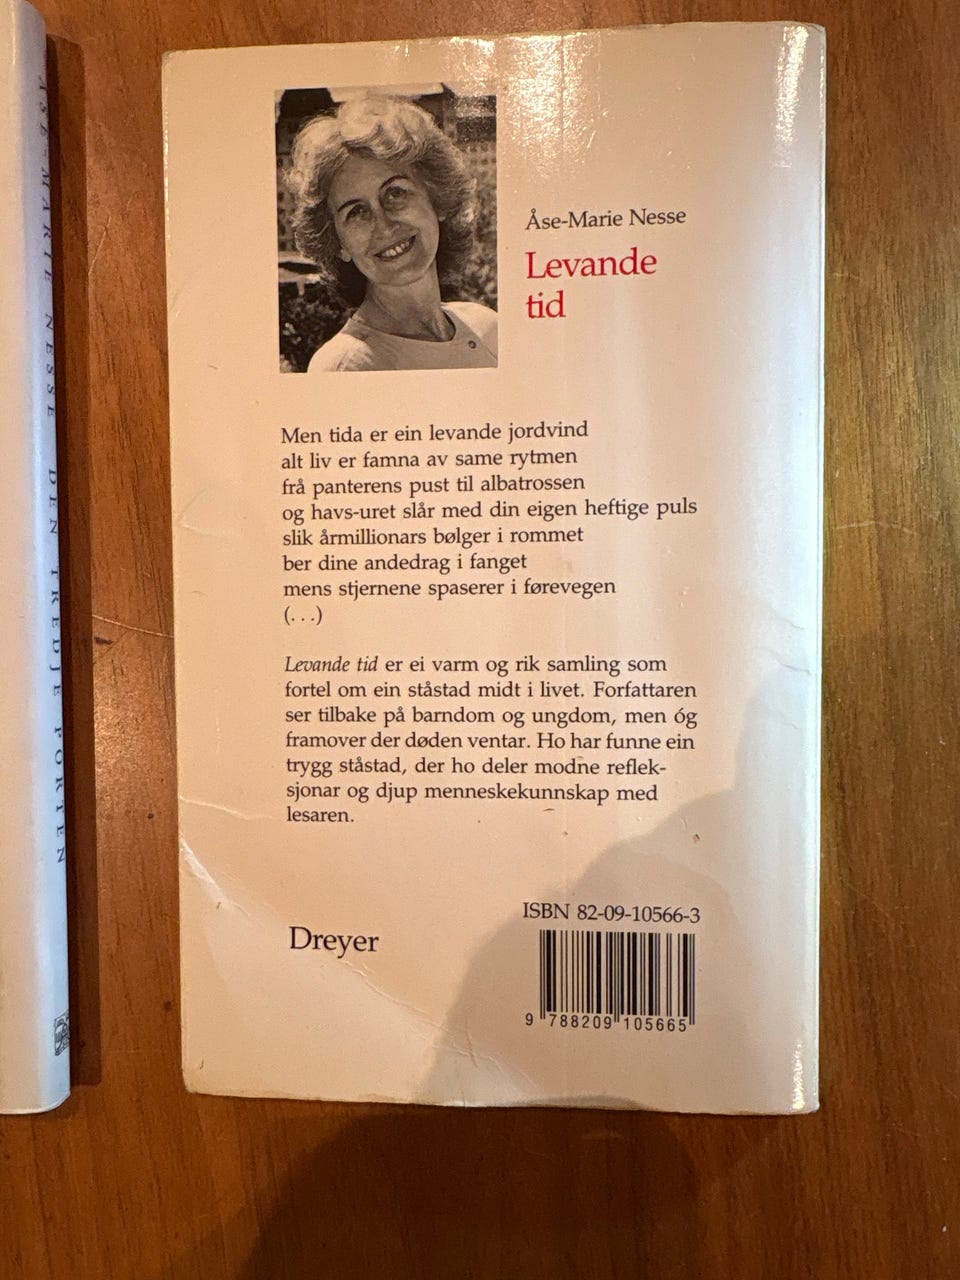 ÅSE-MARIE NESSE DEN TREDJE PORTEN
Åse-Marie Nesse
Levande
tid
Men tida er ein levande jordvind
alt liv er famna av same rytmen
frå panterens pust til albatrossen
og havs-uret slår med din eigen heftige puls
slik årmillionars bølger i rommet
ber dine andedrag i fanget
mens stjernene spaserer i førevegen
(...)
Levande tid er ei varm og rik samling som
fortel om ein ståstad midt i livet. Forfattaren
ser tilbake på barndom og ungdom, men óg
framover der døden ventar. Ho har funne ein
trygg ståstad, der ho deler modne reflek-
sjonar og djup menneskekunnskap med
lesaren.
Dreyer
ISBN 82-09-10566-3
9 788209 105665